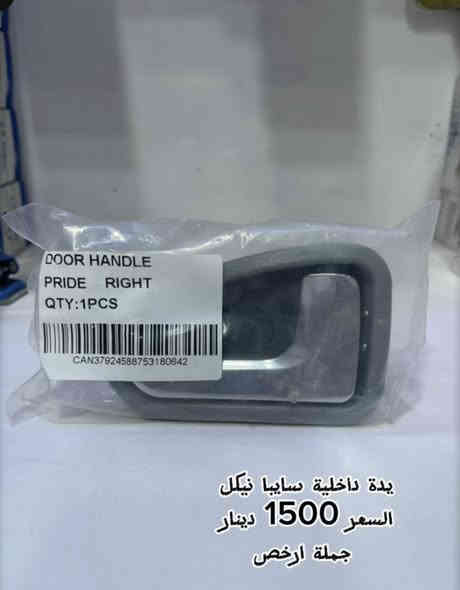 DOOR HANDLE
PRIDE RIGHT
QTY:1PCS
CAN37924588753180642
يدة داخلية سايبا نيكل
السعر 1500 دينار
جملة ارخص